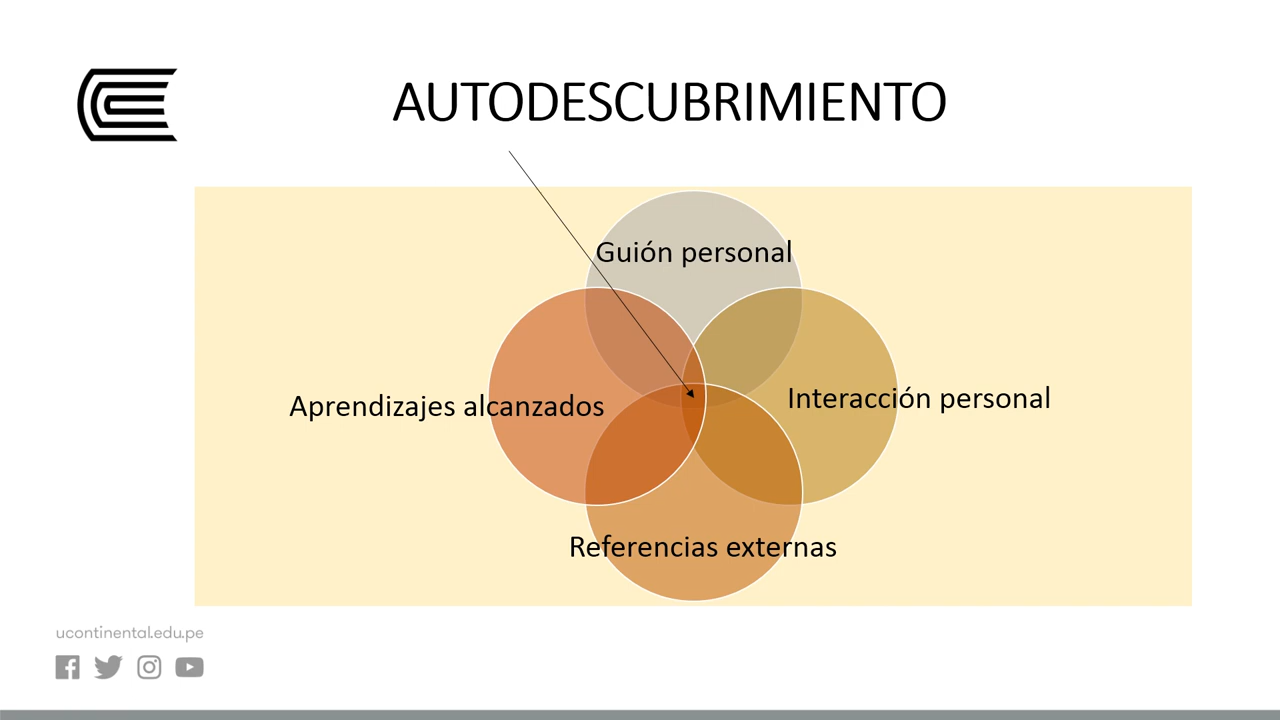 AUTODESCUBRIMIENTO
Guión personal
Aprendizajes alcanzados
Interacción personal
Referencias externas
ucontinental.edu.pe